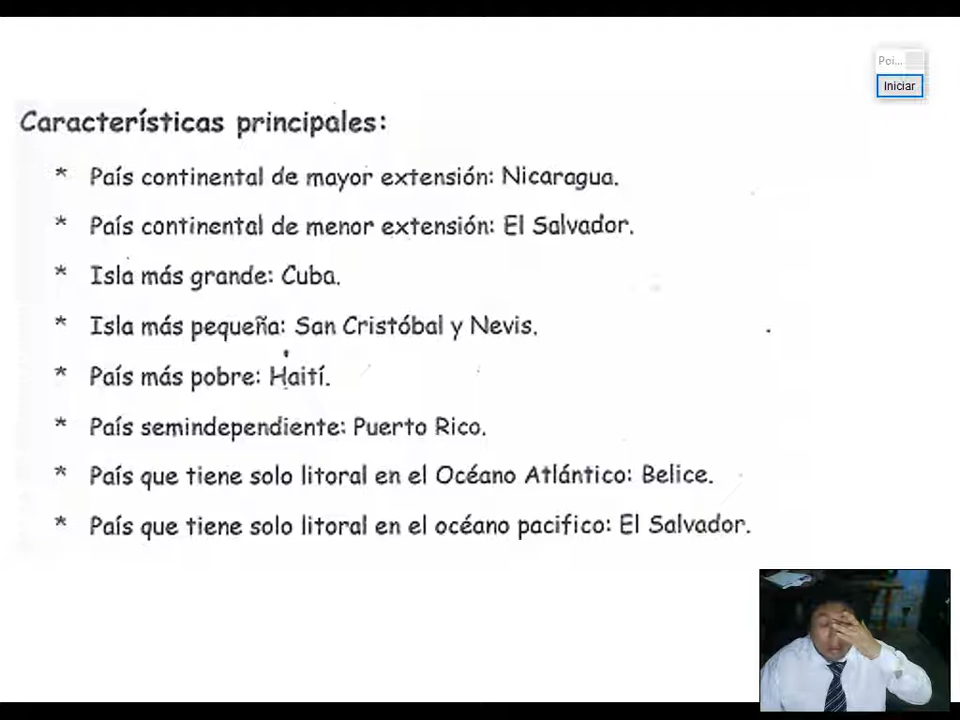 Poi...
Iniciar
Características principales:
* País continental de mayor extensión: Nicaragua.
* País continental de menor extensión: El Salvador.
* Isla más grande: Cuba.
* Isla más pequeña: San Cristóbal y Nevis.
* País más pobre: Haití.
* País semindependiente: Puerto Rico.
* País que tiene solo litoral en el Océano Atlántico: Belice.
* País que tiene solo litoral en el océano pacifico: El Salvador.